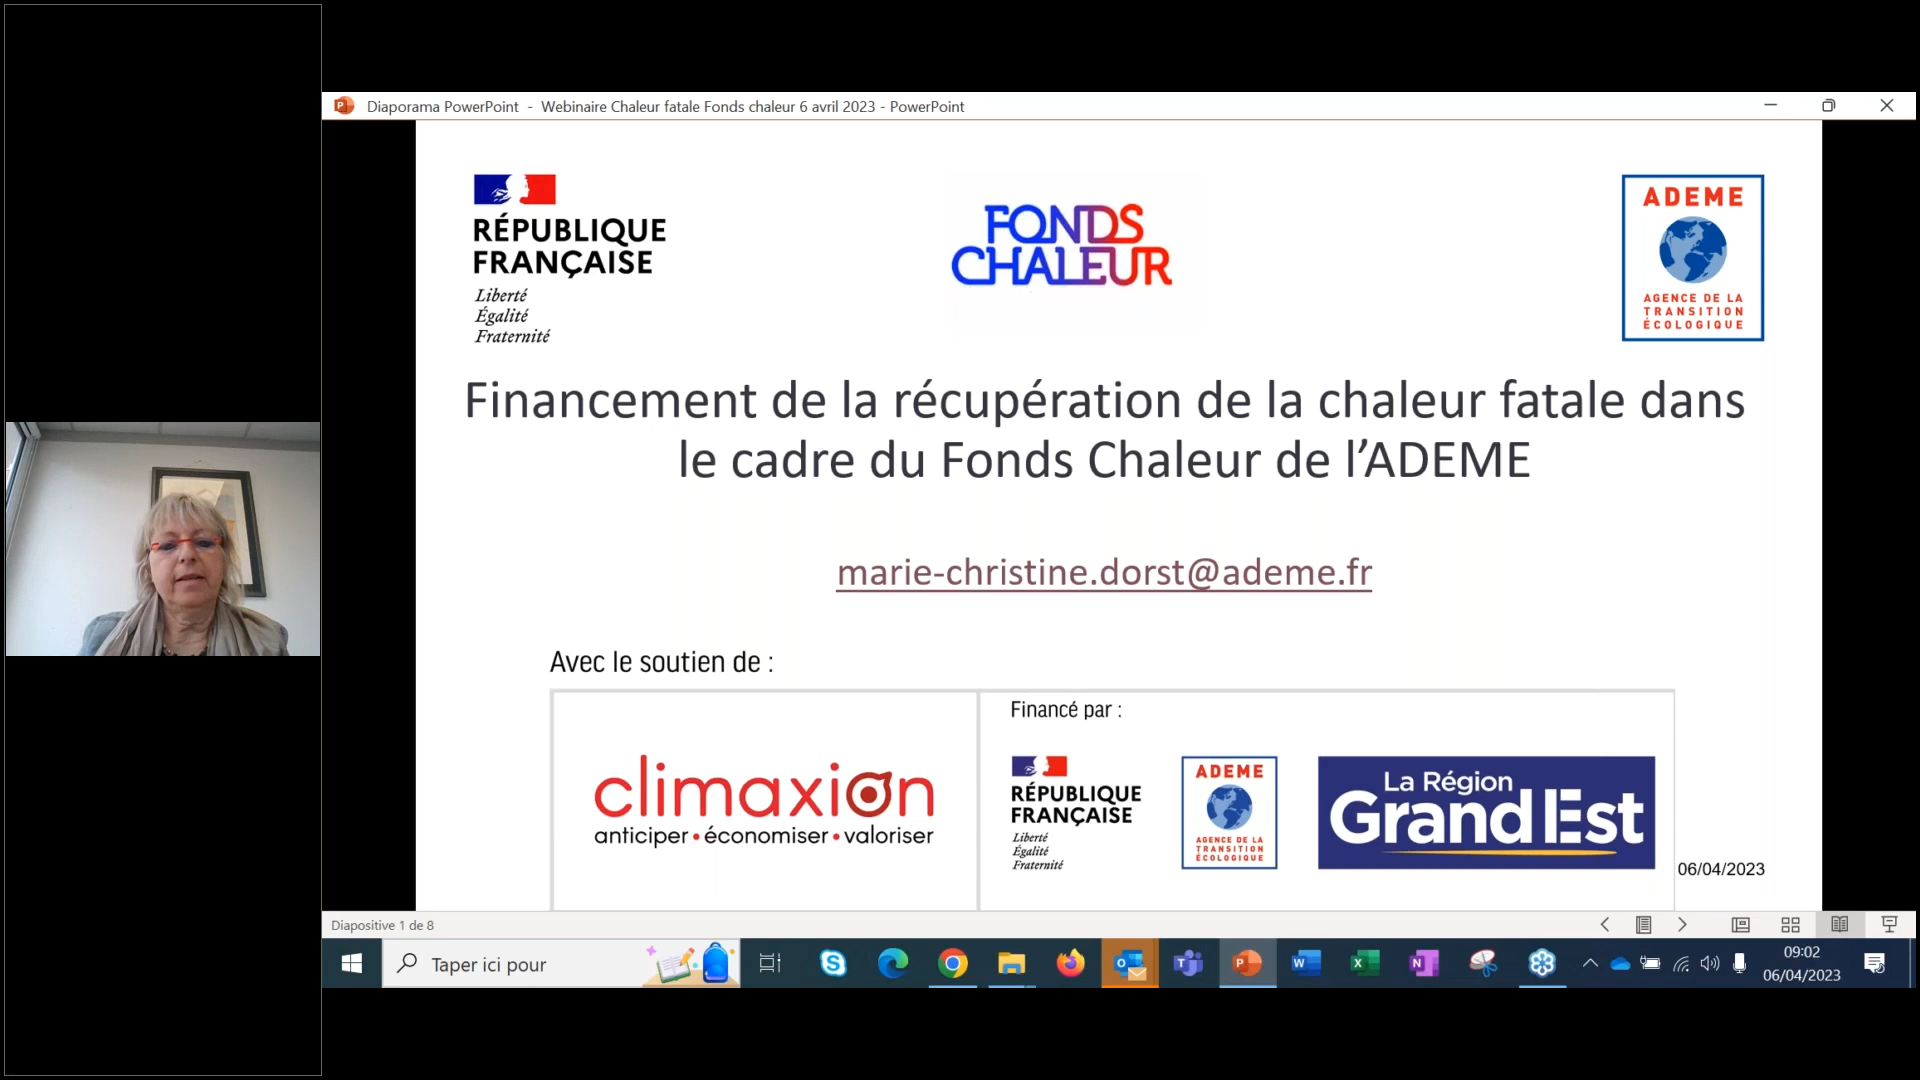 Diaporama PowerPoint - Webinaire Chaleur fatale Fonds chaleur 6 avril 2023 - PowerPoint
RÉPUBLIQUE
FRANÇAISE
Liberté
Égalité
Fraternité
FONDS
CHALEUR
ADEME
AGENCE DE LA
TRANSITION
ÉCOLOGIQUE
Financement de la récupération de la chaleur fatale dans
le cadre du Fonds Chaleur de l’ADEME
marie-christine.dorst@ademe.fr
Avec le soutien de :
climaxion
anticiper • économiser • valoriser
Financé par :
RÉPUBLIQUE
FRANÇAISE
Liberté
Égalité
Fraternité
ADEME
AGENCE DE LA
TRANSITION
ÉCOLOGIQUE
La Région
Grand Est
06/04/2023
Diapositive 1 de 8
Taper ici pour
09:02
06/04/2023